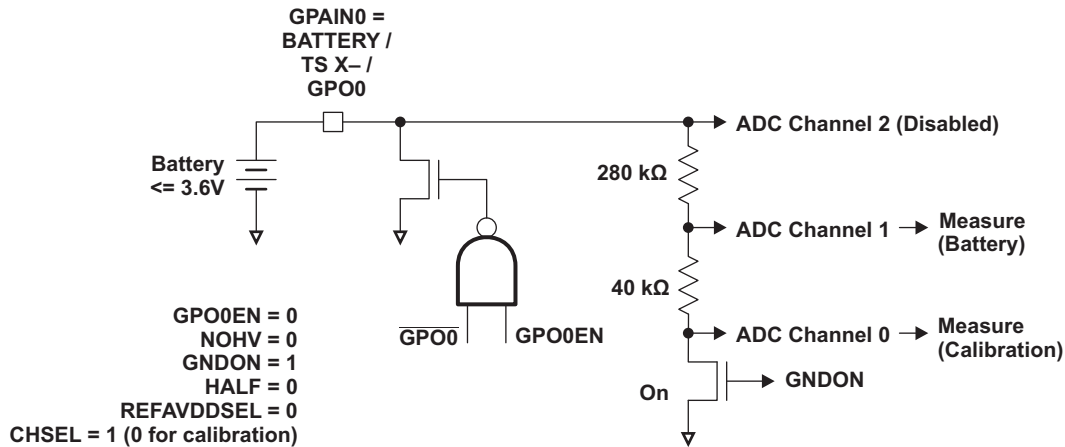 GPAIN0 =
BATTERY /
TS X– /
GPO0
ADC Channel 2 (Disabled)
Battery
<= 3.6V
280 kΩ
ADC Channel 1
Measure
(Battery)
40 kΩ
GPO0
GPO0EN
ADC Channel 0
Measure
(Calibration)
On
GNDON
GPO0EN = 0
NOHV = 0
GNDON = 1
HALF = 0
REFAVDDSEL = 0
CHSEL = 1 (0 for calibration)